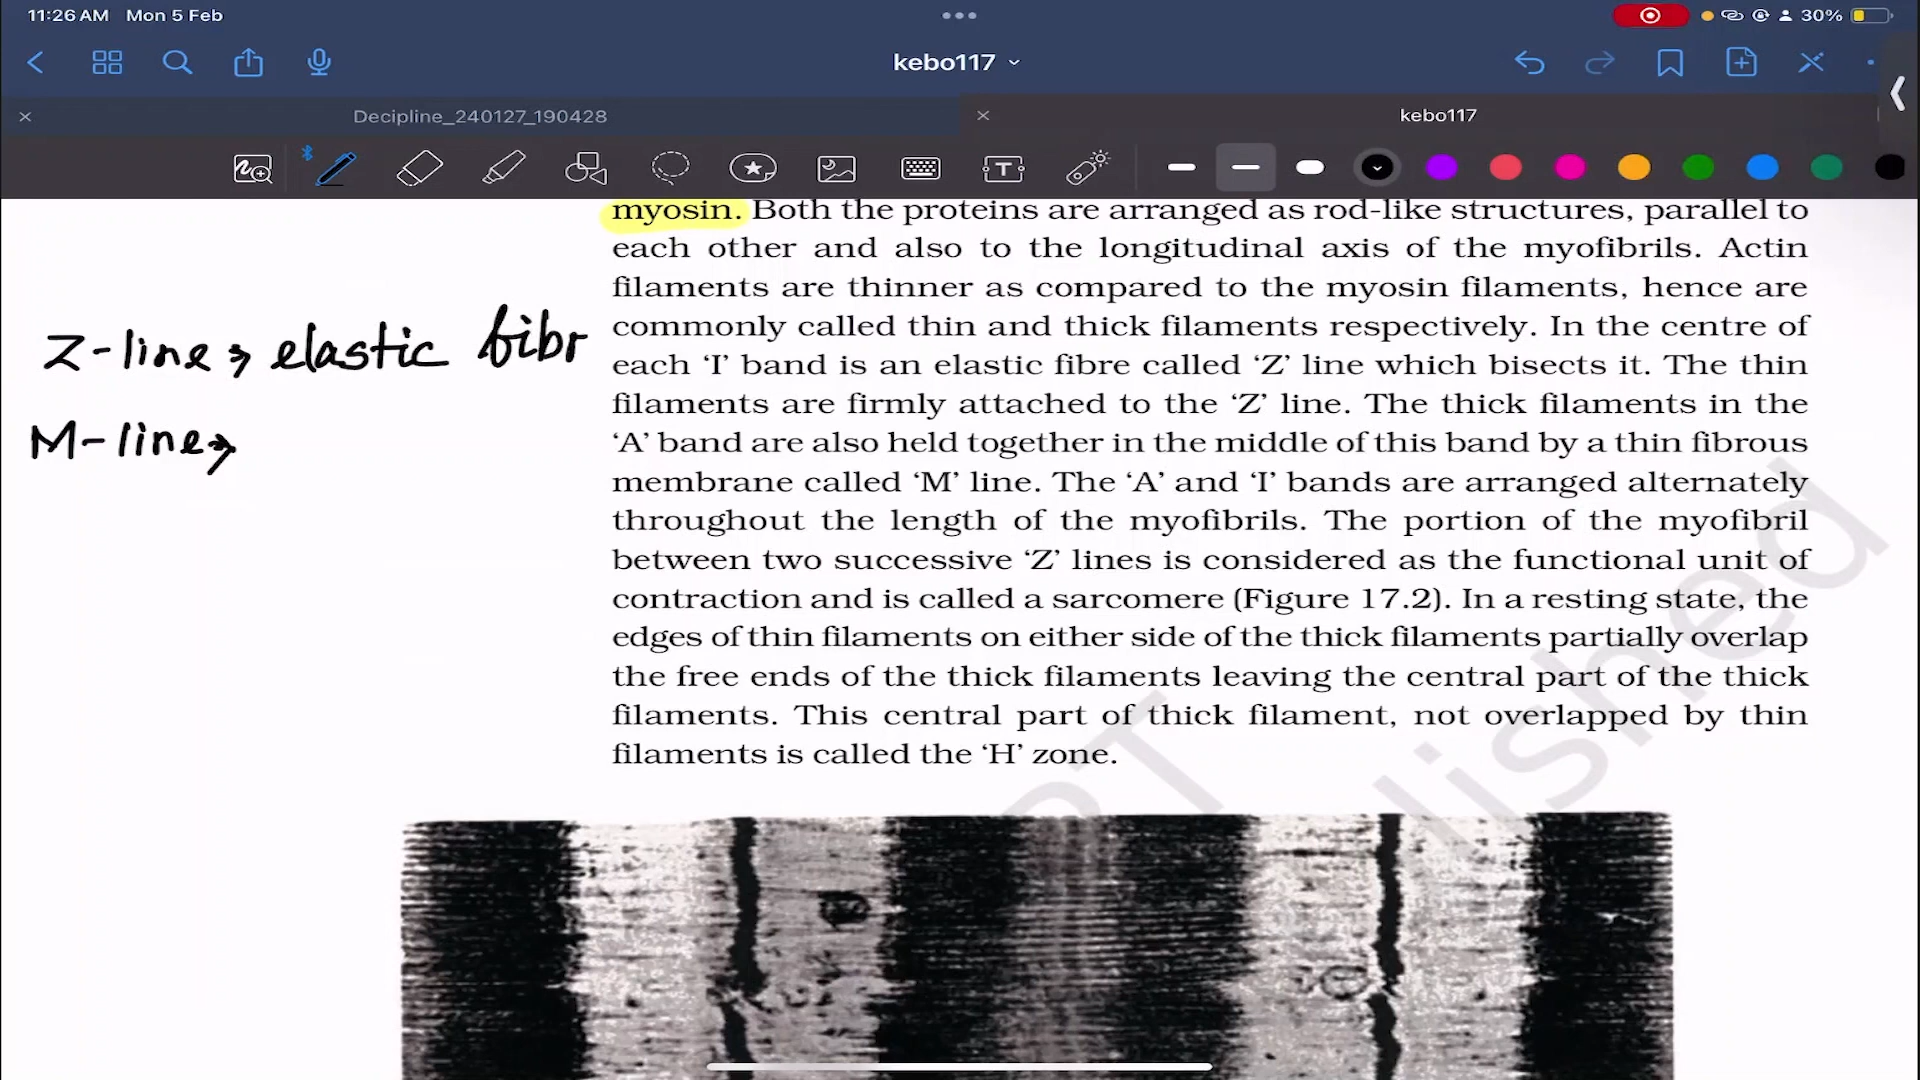 11:26 AM Mon 5 Feb
30%
kebo117
Decipline_240127_190428
kebo117
T
myosin. Both the proteins are arranged as rod-like structures, parallel to
each other and also to the longitudinal axis of the myofibrils. Actin
filaments are thinner as compared to the myosin filaments, hence are
commonly called thin and thick filaments respectively. In the centre of
each ‘I’ band is an elastic fibre called ‘Z’ line which bisects it. The thin
filaments are firmly attached to the ‘Z’ line. The thick filaments in the
‘A’ band are also held together in the middle of this band by a thin fibrous
membrane called ‘M’ line. The ‘A’ and ‘I’ bands are arranged alternately
throughout the length of the myofibrils. The portion of the myofibril
between two successive ‘Z’ lines is considered as the functional unit of
contraction and is called a sarcomere (Figure 17.2). In a resting state, the
edges of thin filaments on either side of the thick filaments partially overlap
the free ends of the thick filaments leaving the central part of the thick
filaments. This central part of thick filament, not overlapped by thin
filaments is called the ‘H’ zone.
Z-line → elastic fibr
M-line →
RT
lished